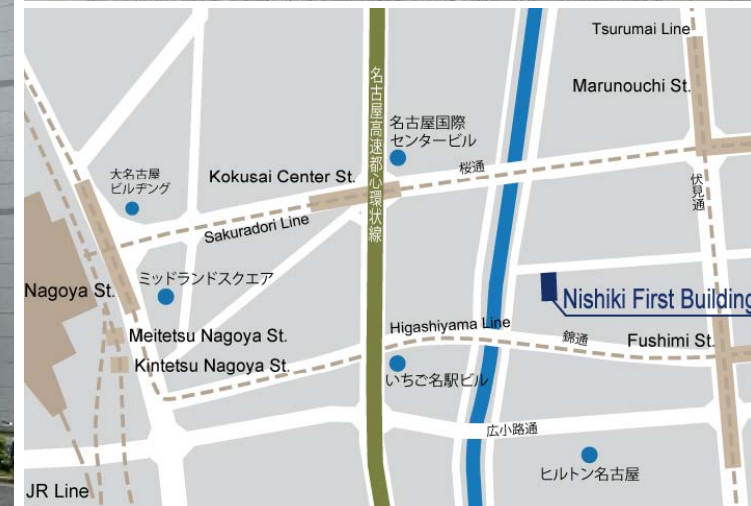 Tsurumai Line
Marunouchi St.
名古屋高速都心環状線
名古屋国際
センタービル
大名古屋
ビルヂング
Kokusai Center St.
桜通
伏見通
Sakuradori Line
ミッドランドスクエア
Nagoya St.
Nishiki First Building
Meitetsu Nagoya St.
Higashiyama Line
錦通
Fushimi St.
Kintetsu Nagoya St.
いちご名駅ビル
広小路通
ヒルトン名古屋
JR Line